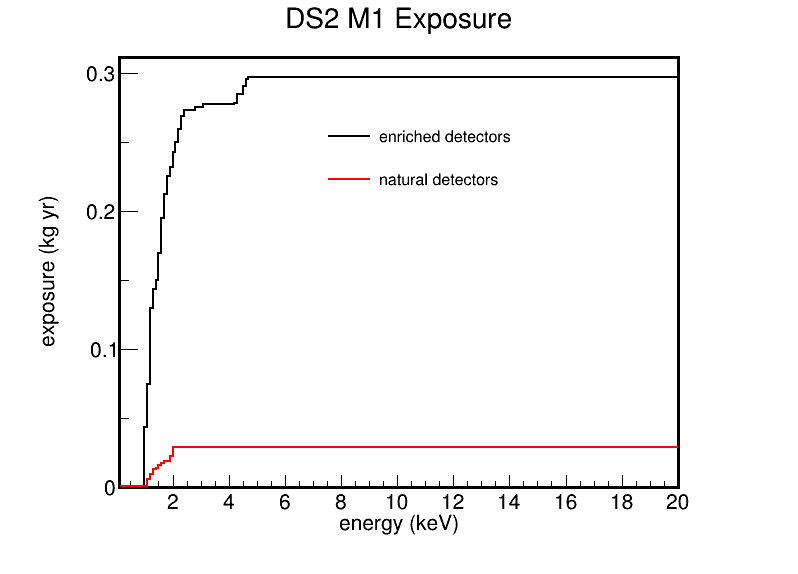 DS2 M1 Exposure
exposure (kg yr)
0.3
0.2
0.1
0
enriched detectors
natural detectors
2 4 6 8 10 12 14 16 18 20
energy (keV)